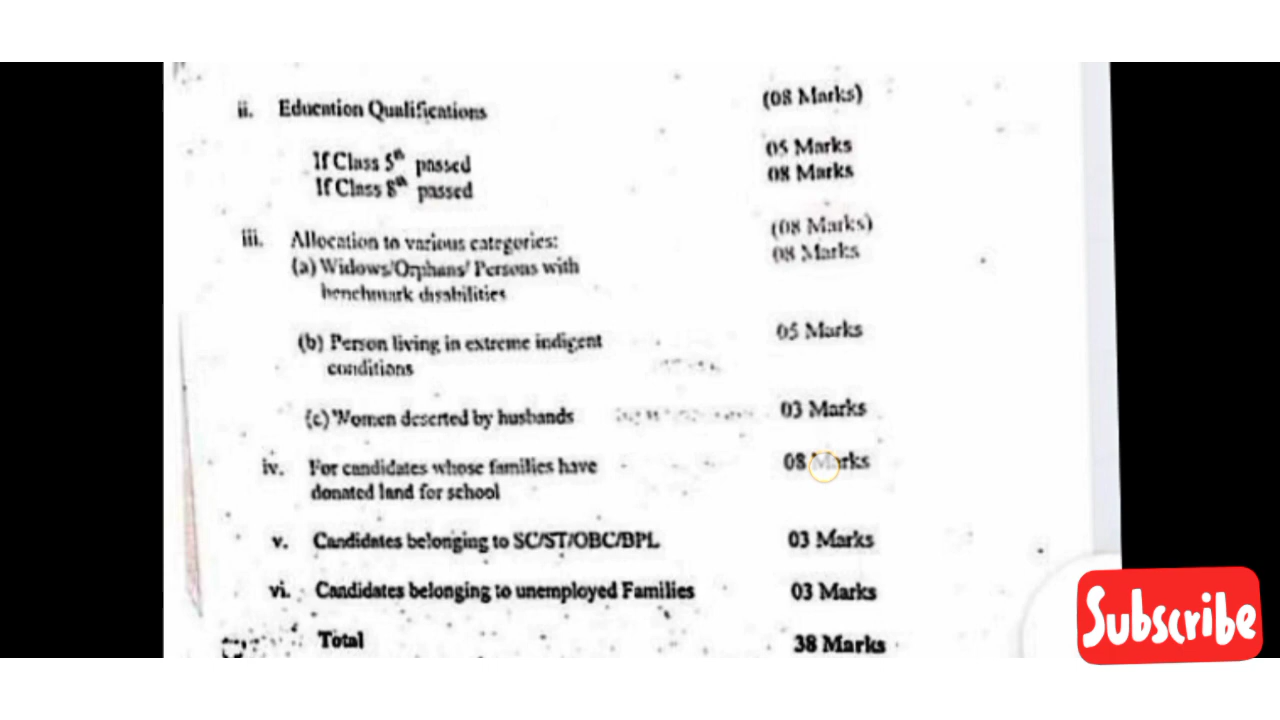 ii. Education Qualifications (08 Marks)
If Class 5th passed 05 Marks
If Class 8th passed 08 Marks
iii. Allocation to various categories: (08 Marks)
(a) Widows/Orphans/ Persons with 08 Marks
benchmark disabilities
(b) Person living in extreme indigent 05 Marks
conditions
(c) Women deserted by husbands 03 Marks
iv. For candidates whose families have 08 Marks
donated land for school
v. Candidates belonging to SC/ST/OBC/BPL 03 Marks
vi. Candidates belonging to unemployed Families 03 Marks
Total 38 Marks
Subscribe